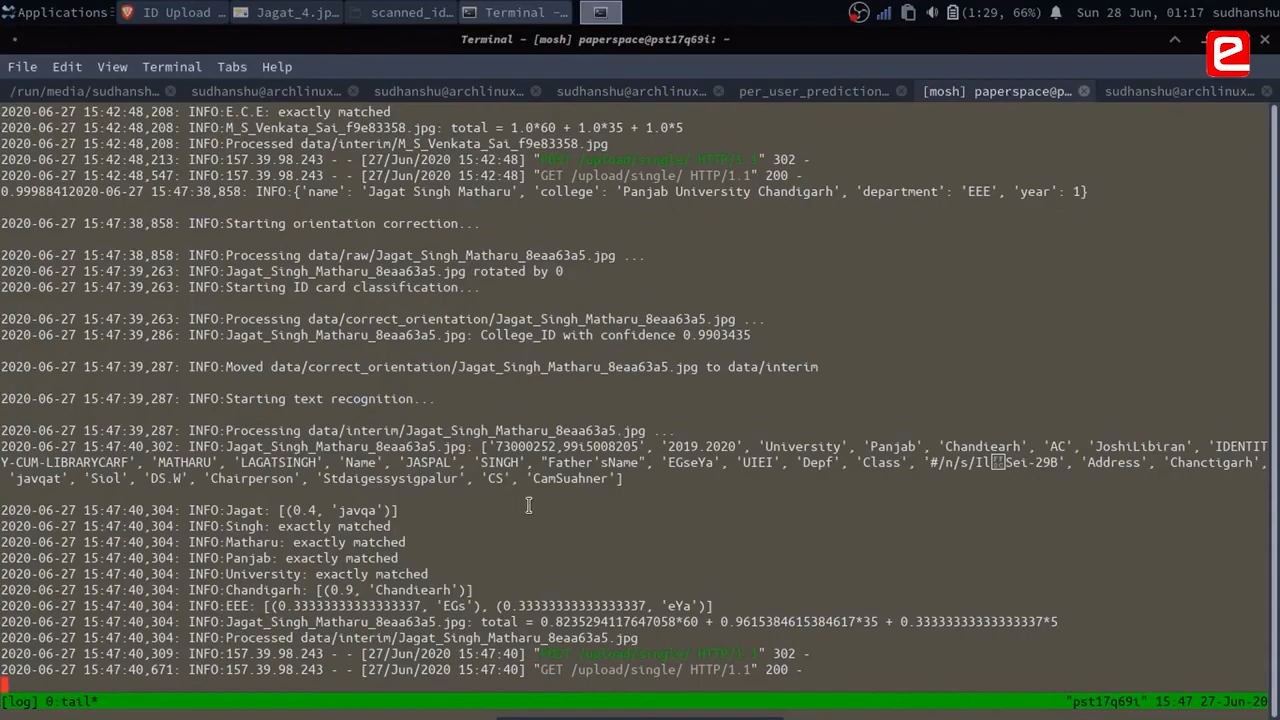 Applications
ID Upload ...
Jagat_4.jp...
scanned_id...
Terminal -...
(1:29, 66%)
Sun 28 Jun, 01:17
sudhanshu
Terminal - [mosh] paperspace@pst17q69i: ~
e
File Edit View Terminal Tabs Help
/run/media/sudhansh...
sudhanshu@archlinux...
sudhanshu@archlinux...
sudhanshu@archlinux...
per_user_prediction...
[mosh] paperspace@p...
sudhanshu@archlinux...
2020-06-27 15:42:48,208: INFO:E.C.E: exactly matched
2020-06-27 15:42:48,208: INFO:M_S_Venkata_Sai_f9e83358.jpg: total = 1.0*60 + 1.0*35 + 1.0*5
2020-06-27 15:42:48,208: INFO:Processed data/interim/M_S_Venkata_Sai_f9e83358.jpg
2020-06-27 15:42:48,213: INFO:157.39.98.243 - - [27/Jun/2020 15:42:48] "POST /upload/single/ HTTP/1.1" 302 -
2020-06-27 15:42:48,547: INFO:157.39.98.243 - - [27/Jun/2020 15:42:48] "GET /upload/single/ HTTP/1.1" 200 -
0.99988412020-06-27 15:47:38,858: INFO:{'name': 'Jagat Singh Matharu', 'college': 'Panjab University Chandigarh', 'department': 'EEE', 'year': 1}
2020-06-27 15:47:38,858: INFO:Starting orientation correction...
2020-06-27 15:47:38,858: INFO:Processing data/raw/Jagat_Singh_Matharu_8eaa63a5.jpg ...
2020-06-27 15:47:39,263: INFO:Jagat_Singh_Matharu_8eaa63a5.jpg rotated by 0
2020-06-27 15:47:39,263: INFO:Starting ID card classification...
2020-06-27 15:47:39,263: INFO:Processing data/correct_orientation/Jagat_Singh_Matharu_8eaa63a5.jpg ...
2020-06-27 15:47:39,286: INFO:Jagat_Singh_Matharu_8eaa63a5.jpg: College_ID with confidence 0.9903435
2020-06-27 15:47:39,287: INFO:Moved data/correct_orientation/Jagat_Singh_Matharu_8eaa63a5.jpg to data/interim
2020-06-27 15:47:39,287: INFO:Starting text recognition...
2020-06-27 15:47:39,287: INFO:Processing data/interim/Jagat_Singh_Matharu_8eaa63a5.jpg ...
2020-06-27 15:47:40,302: INFO:Jagat_Singh_Matharu_8eaa63a5.jpg: ['73000252,99i5008205', '2019.2020', 'University', 'Panjab', 'Chandiearh', 'AC', 'JoshiLibiran', 'IDENTIT
Y-CUM-LIBRARYCARF', 'MATHARU', 'LAGATSINGH', 'Name', 'JASPAL', 'SINGH', "Father'sName", 'EGseYa', 'UIEI', 'Depf', 'Class', '#/n/s/Il Sei-29B', 'Address', 'Chanctigarh',
'javqat', 'Siol', 'DS.W', 'Chairperson', 'Stdaigessysigpalur', 'CS', 'CamSuahner']
2020-06-27 15:47:40,304: INFO:Jagat: [(0.4, 'javqa')]
2020-06-27 15:47:40,304: INFO:Singh: exactly matched
2020-06-27 15:47:40,304: INFO:Matharu: exactly matched
2020-06-27 15:47:40,304: INFO:Panjab: exactly matched
2020-06-27 15:47:40,304: INFO:University: exactly matched
2020-06-27 15:47:40,304: INFO:Chandigarh: [(0.9, 'Chandiearh')]
2020-06-27 15:47:40,304: INFO:EEE: [(0.33333333333333337, 'EGs'), (0.33333333333333337, 'eYa')]
2020-06-27 15:47:40,304: INFO:Jagat_Singh_Matharu_8eaa63a5.jpg: total = 0.8235294117647058*60 + 0.9615384615384617*35 + 0.33333333333333337*5
2020-06-27 15:47:40,304: INFO:Processed data/interim/Jagat_Singh_Matharu_8eaa63a5.jpg
2020-06-27 15:47:40,309: INFO:157.39.98.243 - - [27/Jun/2020 15:47:40] "POST /upload/single/ HTTP/1.1" 302 -
2020-06-27 15:47:40,671: INFO:157.39.98.243 - - [27/Jun/2020 15:47:40] "GET /upload/single/ HTTP/1.1" 200 -
[log] 0:tail*
"pst17q69i" 15:47 27-Jun-20